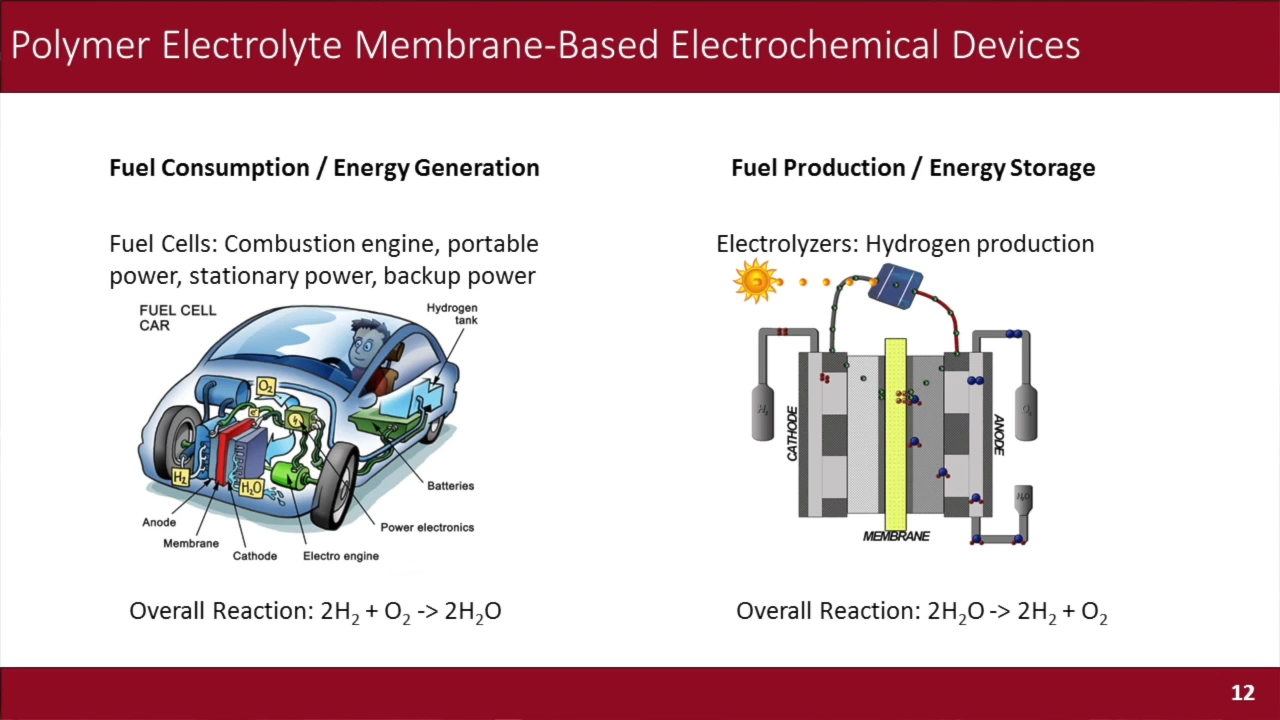 Polymer Electrolyte Membrane-Based Electrochemical Devices
Fuel Consumption / Energy Generation
Fuel Cells: Combustion engine, portable
power, stationary power, backup power
FUEL CELL
CAR
Hydrogen
tank
O₂
e
H₂
H₂O
Batteries
Anode
Power electronics
Membrane
Cathode
Electro engine
Overall Reaction: 2H₂ + O₂ -> 2H₂O
Fuel Production / Energy Storage
Electrolyzers: Hydrogen production
H₂
CATHODE
ANODE
O₂
H₂O
MEMBRANE
Overall Reaction: 2H₂O -> 2H₂ + O₂
12